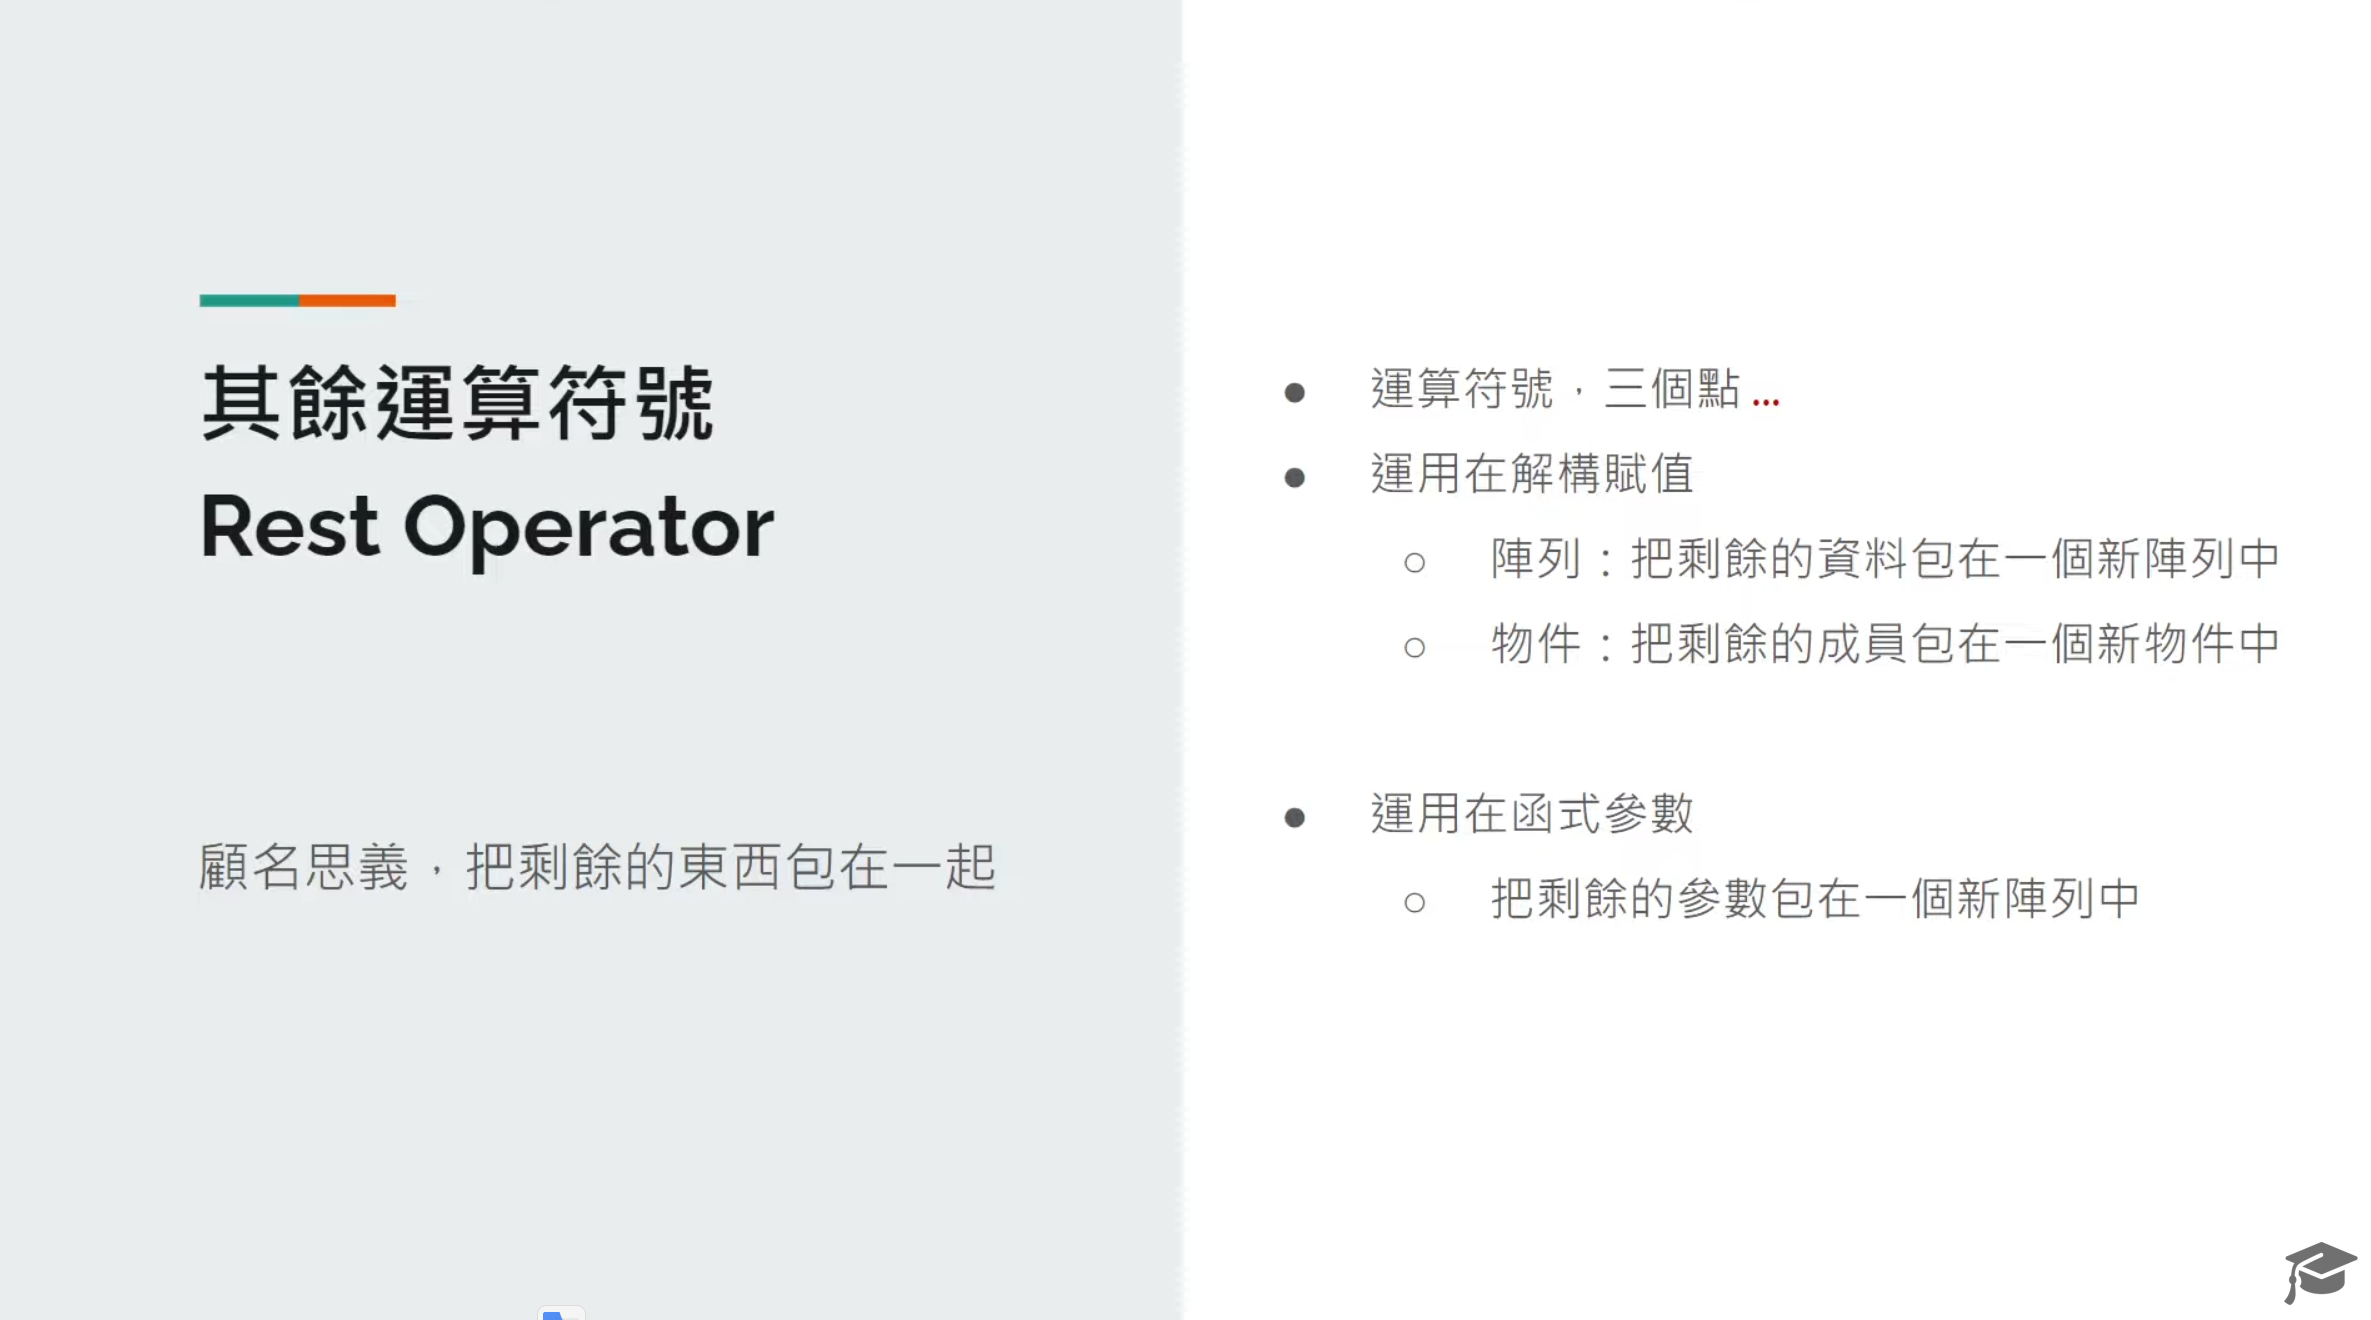 其餘運算符號
Rest Operator
顧名思義，把剩餘的東西包在一起
● 運算符號，三個點 ...
● 運用在解構賦值
○ 陣列：把剩餘的資料包在一個新陣列中
○ 物件：把剩餘的成員包在一個新物件中
● 運用在函式參數
○ 把剩餘的參數包在一個新陣列中